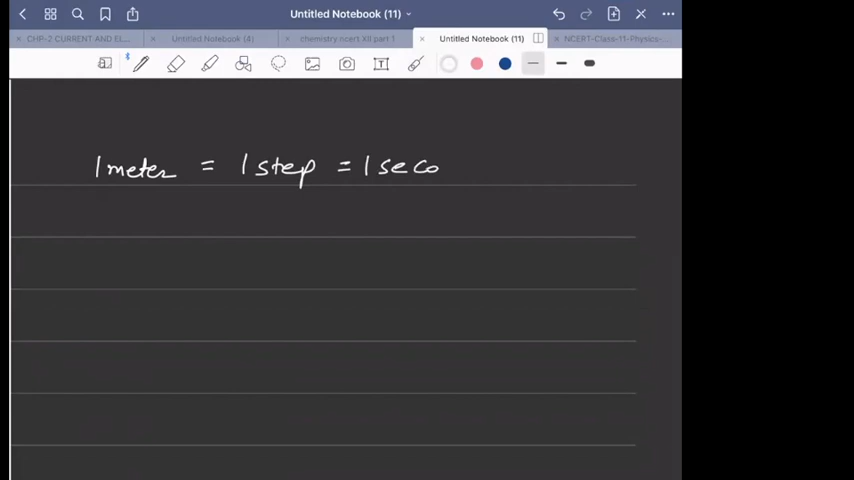 Untitled Notebook (11)
CHP-2 CURRENT AND EL...
Untitled Notebook (4)
chemistry ncert XII part 1
Untitled Notebook (11)
NCERT-Class-11-Physics-...
1 meter = 1 step = 1 seco